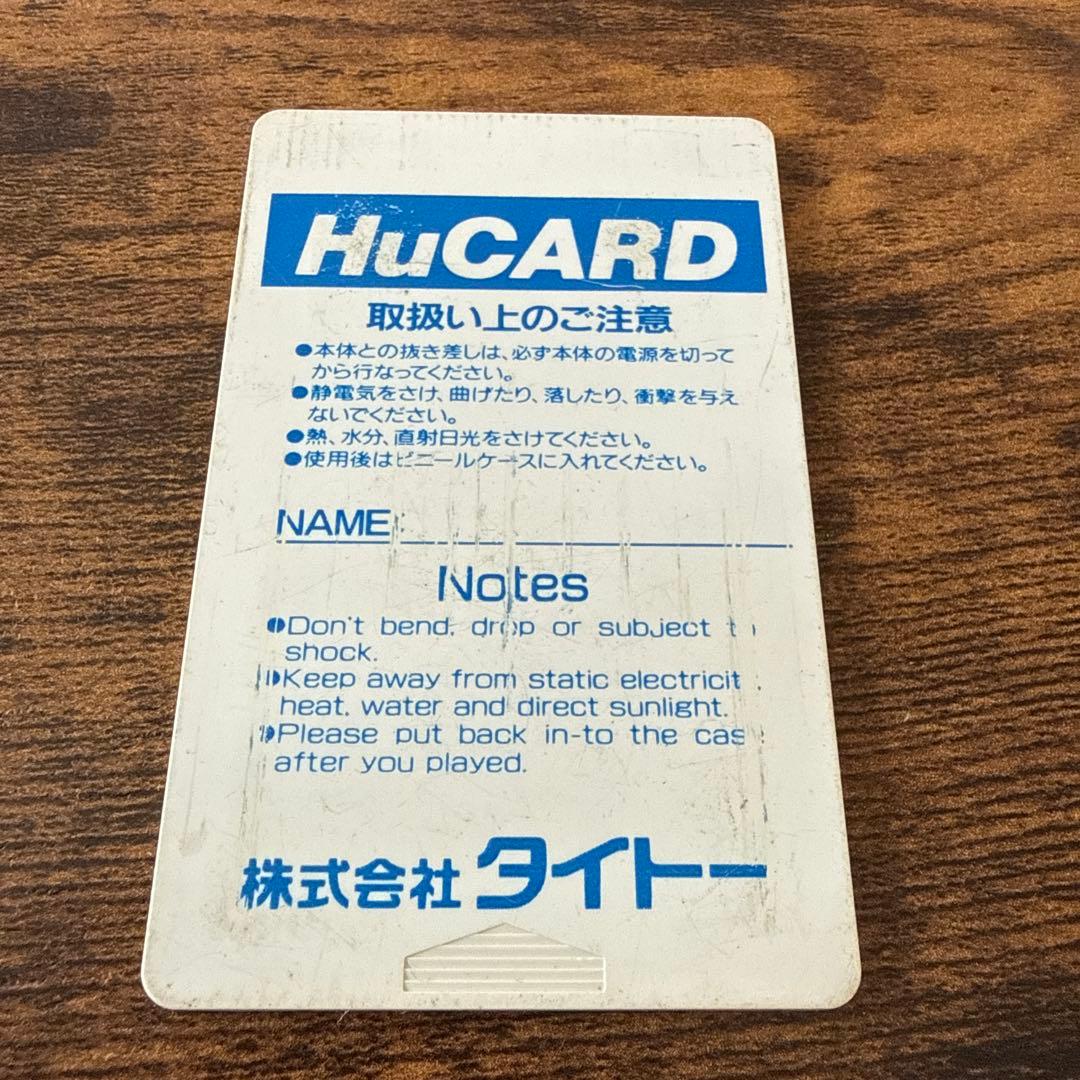 HuCARD
取扱い上のご注意
●本体との抜き差しは、必ず本体の電源を切って
から行なってください。
●静電気をさけ、曲げたり、落したり、衝撃を与え
ないでください。
●熱、水分、直射日光をさけてください。
●使用後はビニールケースに入れてください。
NAME
Notes
●Don't bend, drop or subject to
shock.
●Keep away from static electricit
heat, water and direct sunlight.
●Please put back in-to the cas
after you played.
株式会社タイトー